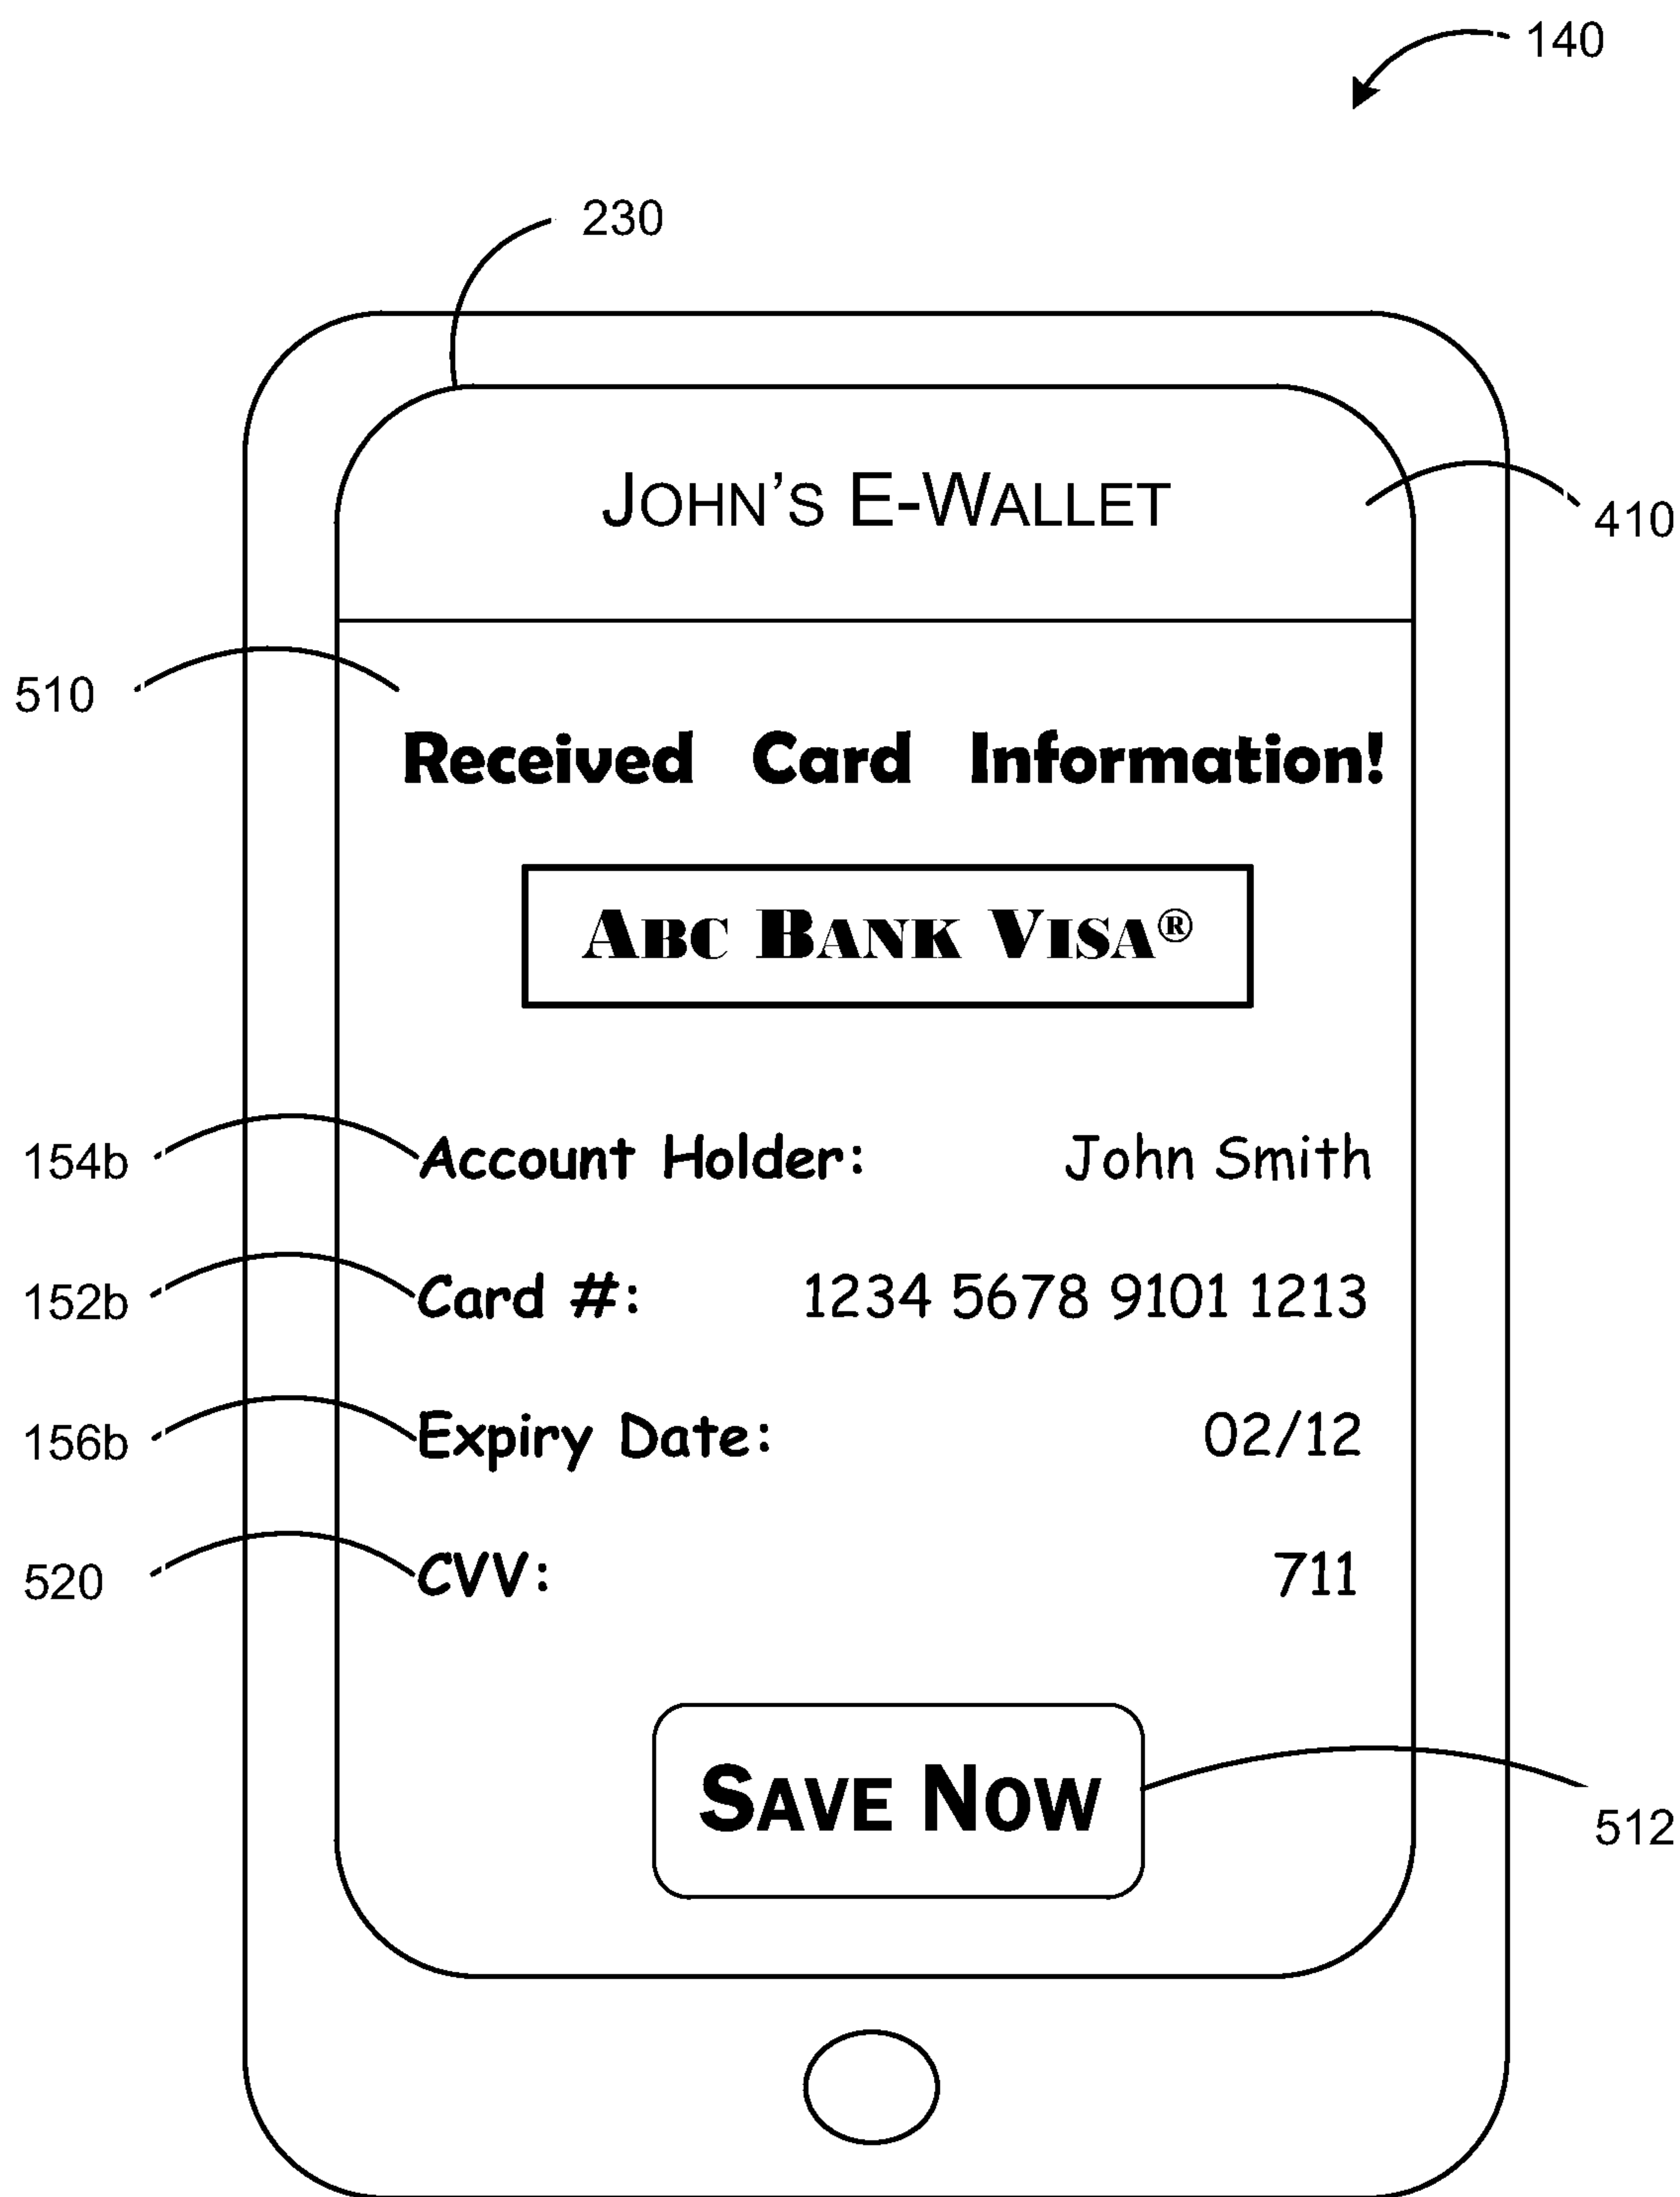 140
230
JOHN'S E-WALLET
410
510
Received Card Information!
ABC BANK VISA®
154b Account Holder: John Smith
152b Card #: 1234 5678 9101 1213
156b Expiry Date: 02/12
520 CVV: 711
SAVE NOW
512